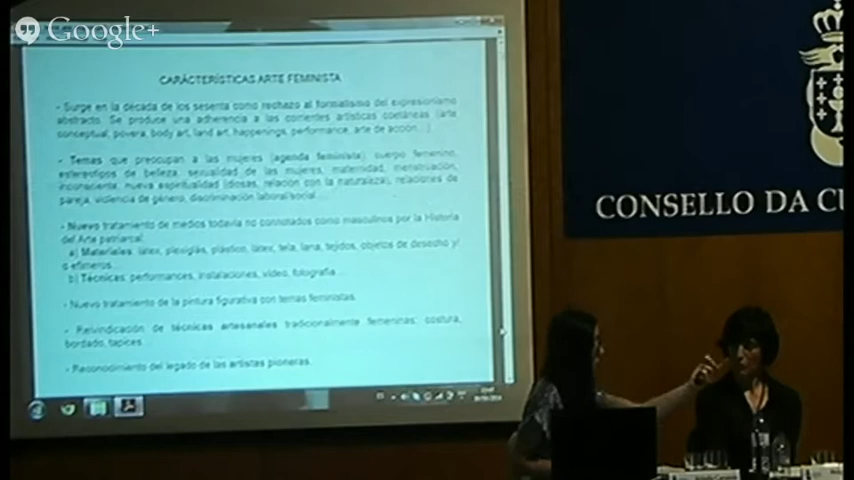 Google+
CARACTERÍSTICAS ARTE FEMINISTA
- Surge en la década de los sesenta como rechazo al formalismo del expresionismo
abstracto. Se produce una adherencia a las corrientes artísticas coetáneas (arte
conceptual, povera, body art, land art, happenings, performance, arte de acción...)
- Temas que preocupan a las mujeres (agenda feminista): cuerpo femenino,
estereotipos de belleza, sexualidad de las mujeres, maternidad, menstruación,
inconsciente, nueva espiritualidad (diosas, relación con la naturaleza), relaciones de
pareja, violencia de género, discriminación laboral/social...
- Nuevo tratamiento de medios todavía no connotados como masculinos por la Historia
del Arte patriarcal:
a) Materiales: látex, plexiglás, plástico, látex, tela, lana, tejidos, objetos de desecho y/
o efímeros...
b) Técnicas: performances, instalaciones, vídeo, fotografía...
- Nuevo tratamiento de la pintura figurativa con temas feministas.
- Reivindicación de técnicas artesanales tradicionalmente femeninas: costura,
bordado, tapices...
- Reconocimiento del legado de las artistas pioneras.
CONSELLO DA CU